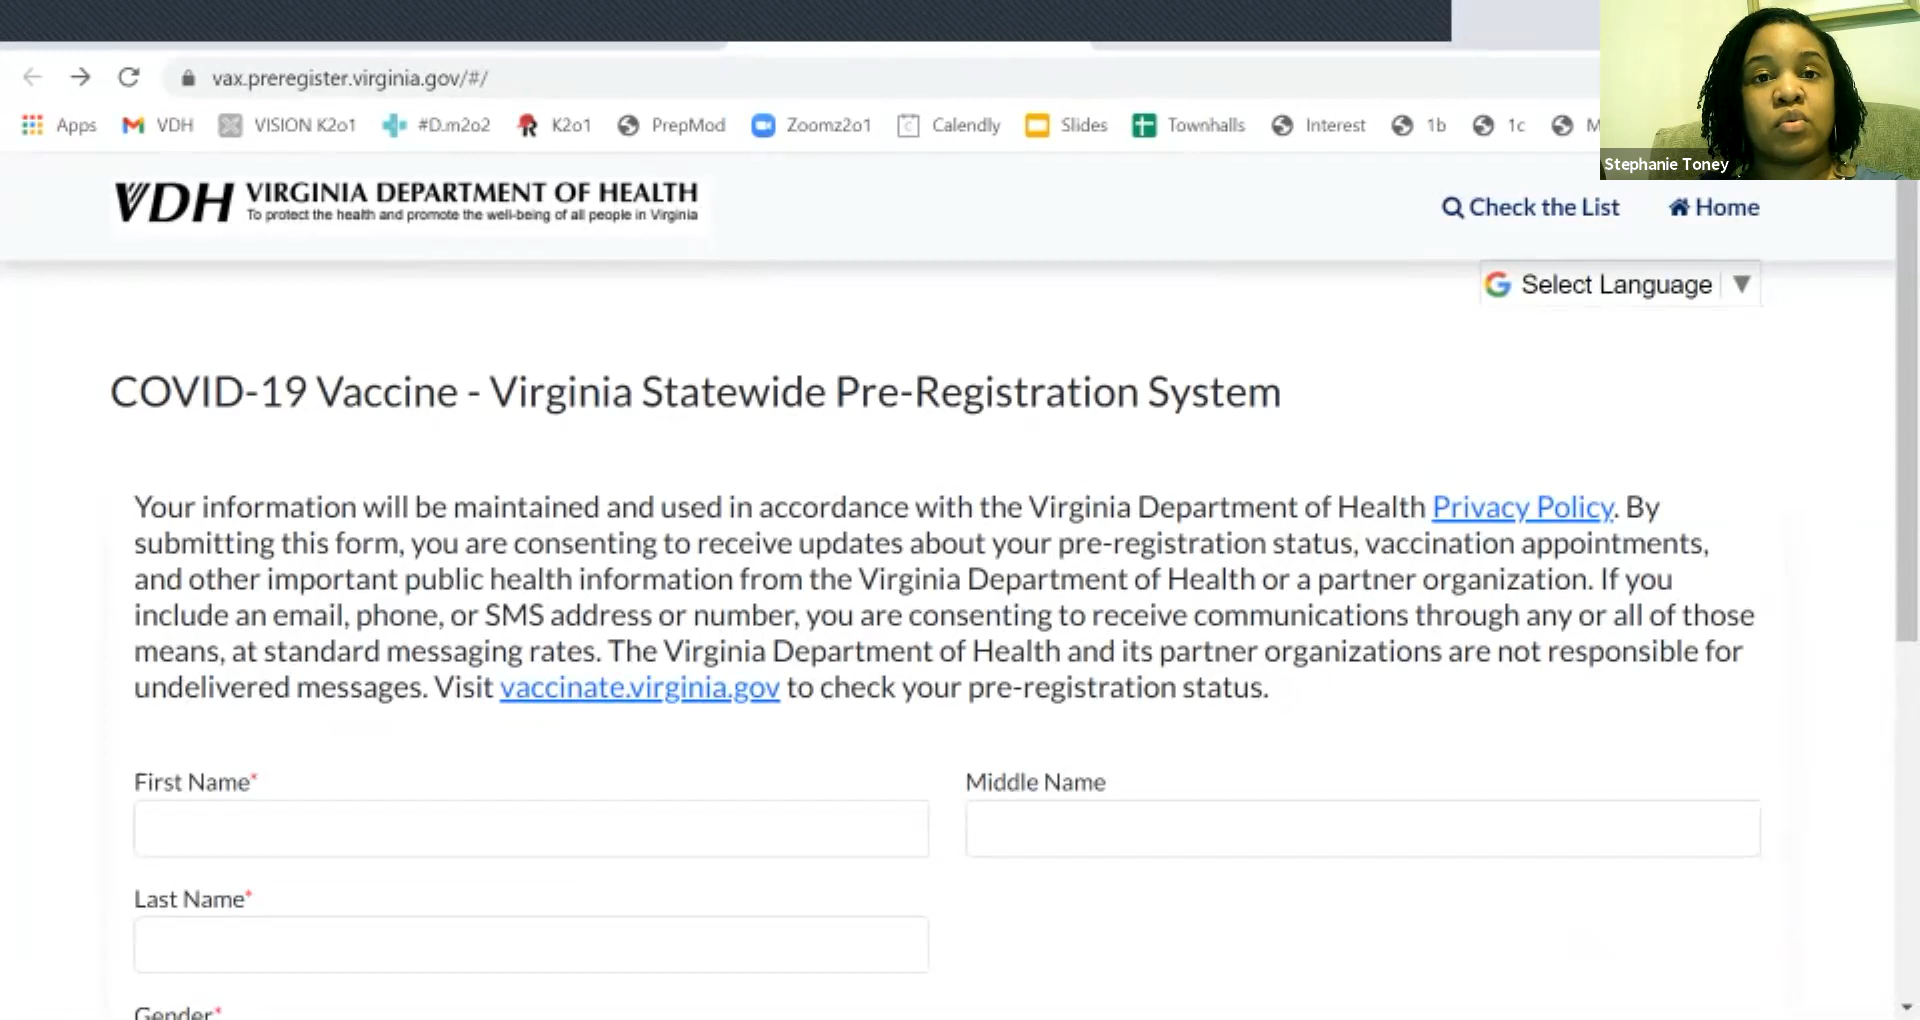 vax.preregister.virginia.gov/#/
Apps VDH VISION K2o1 #D.m2o2 K2o1 PrepMod Zoomz2o1 Calendly Slides Townhalls Interest 1b 1c M
Stephanie Toney
VDH VIRGINIA DEPARTMENT OF HEALTH
To protect the health and promote the well-being of all people in Virginia
Check the List Home
Select Language
COVID-19 Vaccine - Virginia Statewide Pre-Registration System
Your information will be maintained and used in accordance with the Virginia Department of Health Privacy Policy. By
submitting this form, you are consenting to receive updates about your pre-registration status, vaccination appointments,
and other important public health information from the Virginia Department of Health or a partner organization. If you
include an email, phone, or SMS address or number, you are consenting to receive communications through any or all of those
means, at standard messaging rates. The Virginia Department of Health and its partner organizations are not responsible for
undelivered messages. Visit vaccinate.virginia.gov to check your pre-registration status.
First Name* Middle Name
Last Name*
Gender*